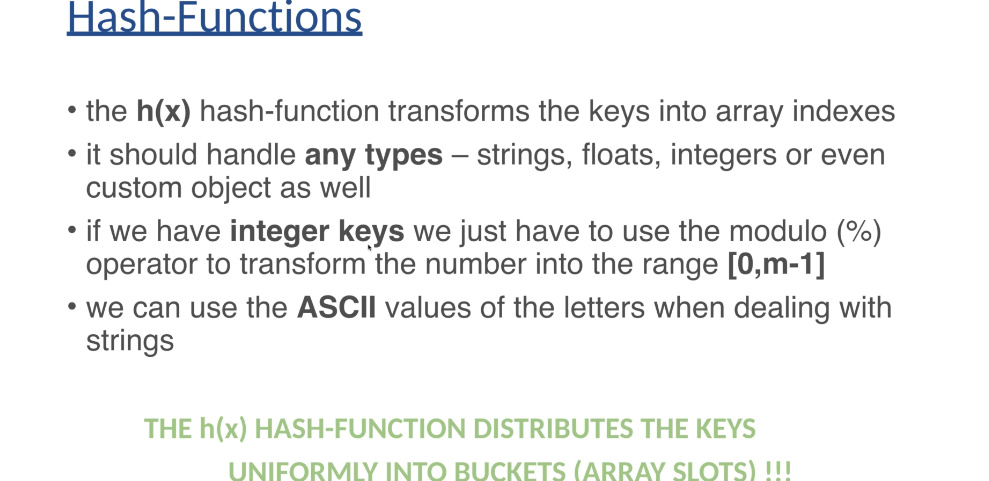 Hash-Functions
• the h(x) hash-function transforms the keys into array indexes
• it should handle any types – strings, floats, integers or even
custom object as well
• if we have integer keys we just have to use the modulo (%)
operator to transform the number into the range [0,m-1]
• we can use the ASCII values of the letters when dealing with
strings
THE h(x) HASH-FUNCTION DISTRIBUTES THE KEYS
UNIFORMLY INTO BUCKETS (ARRAY SLOTS) !!!